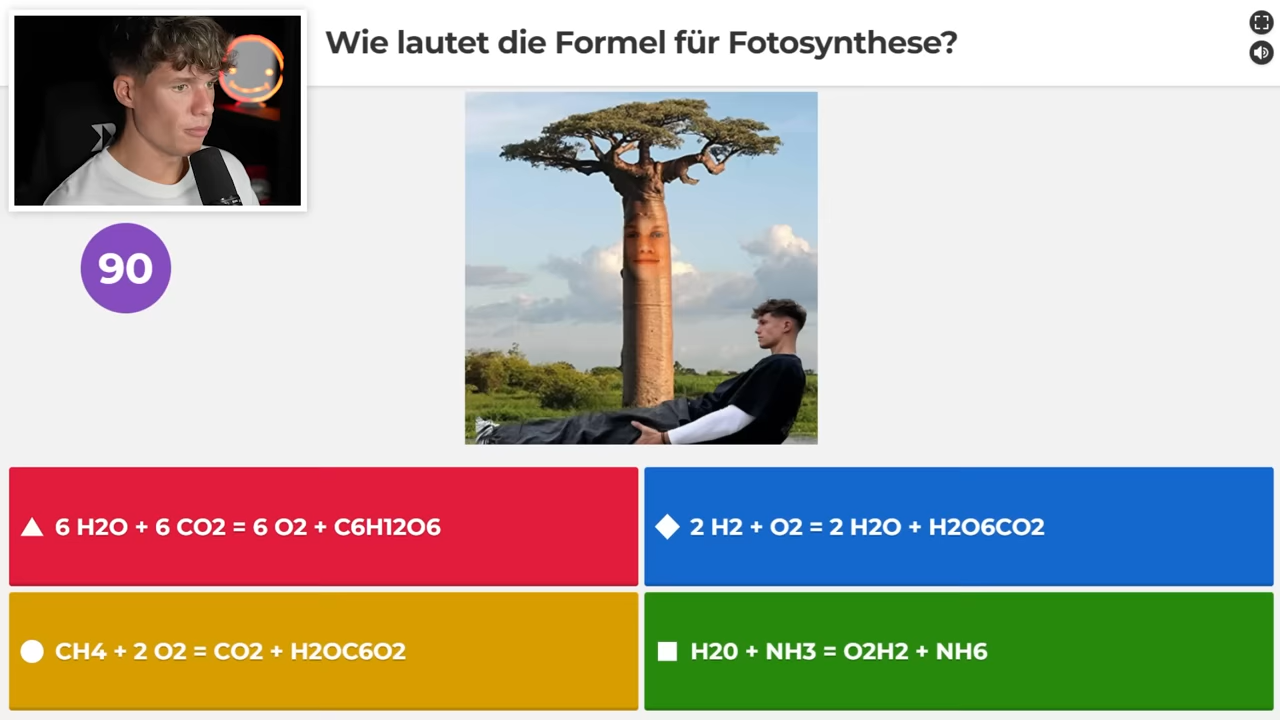 Wie lautet die Formel für Fotosynthese?
90
6 H2O + 6 CO2 = 6 O2 + C6H12O6
2 H2 + O2 = 2 H2O + H2O6CO2
CH4 + 2 O2 = CO2 + H2OC6O2
H20 + NH3 = O2H2 + NH6